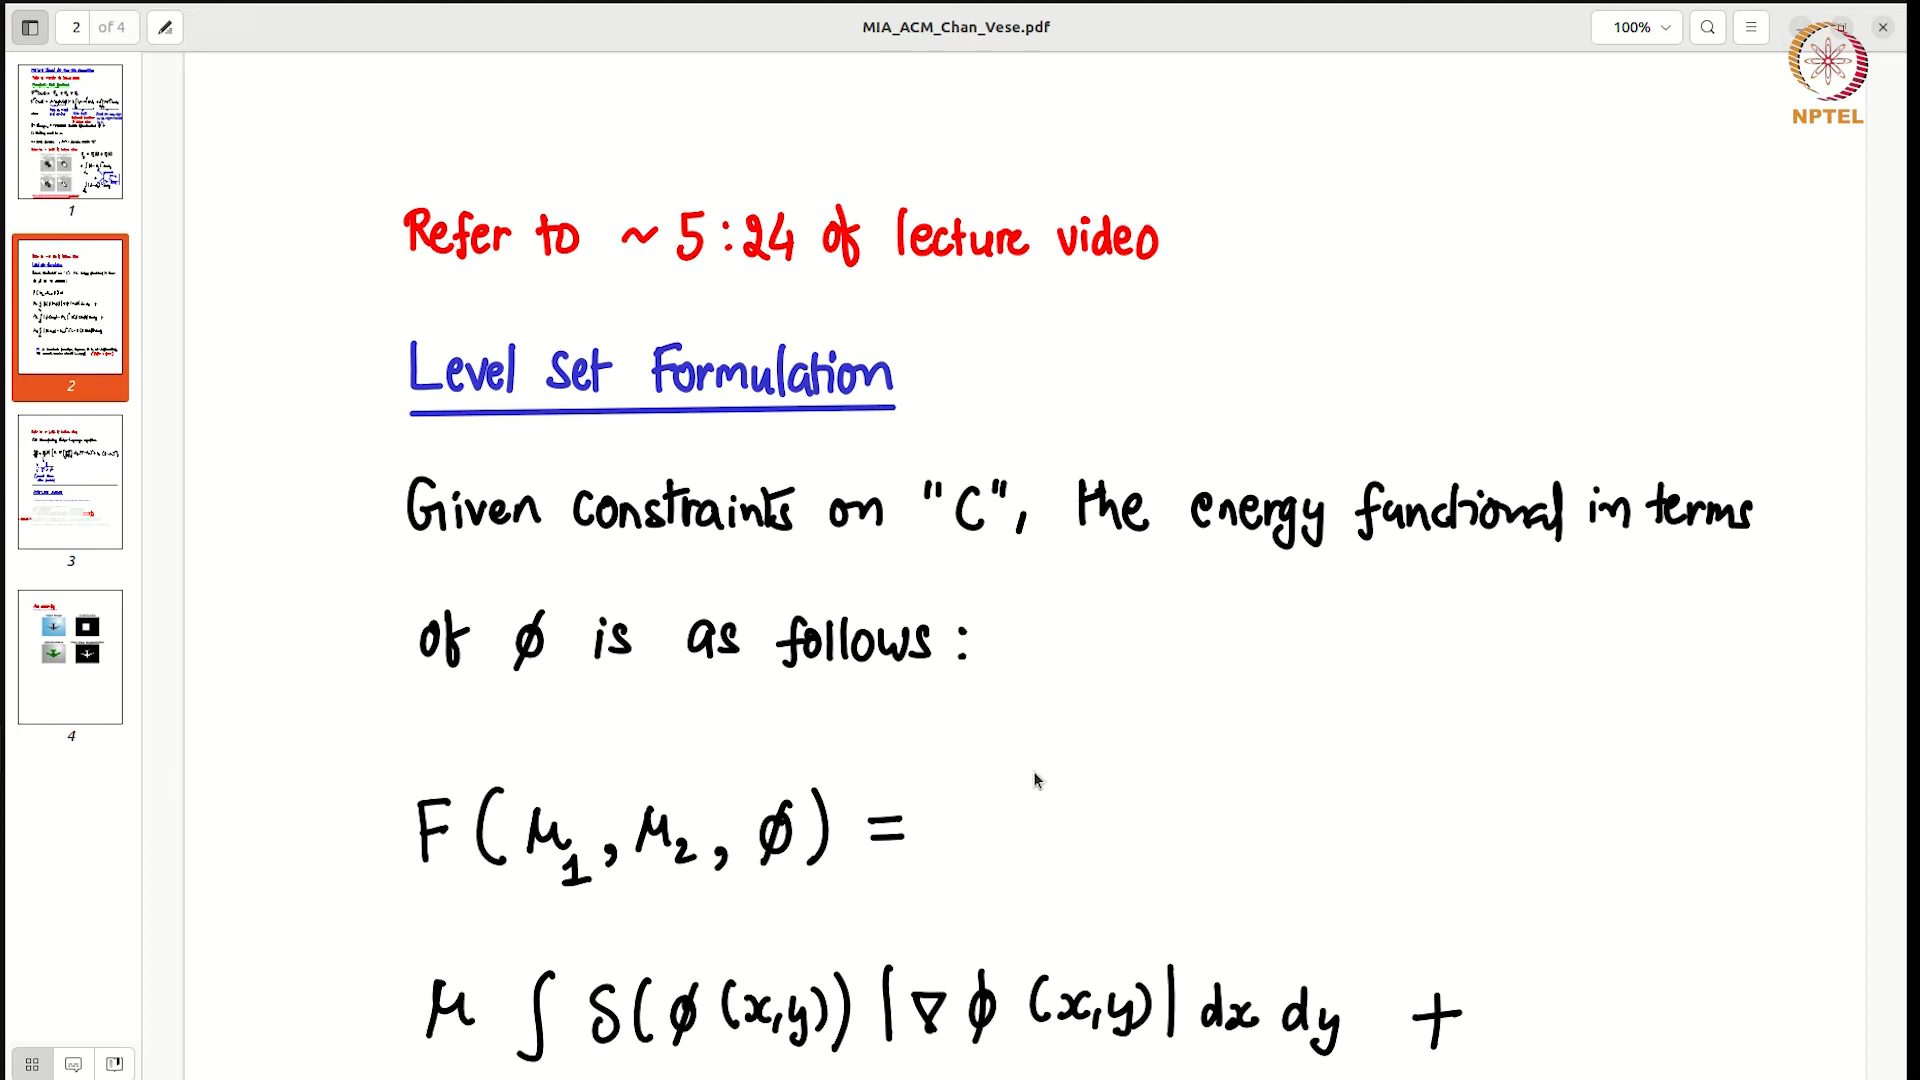 2 of 4
MIA_ACM_Chan_Vese.pdf
100%
NPTEL
1
2
3
4
Refer to ~ 5:24 of lecture video
Level Set Formulation
Given constraints on "C", the energy functional in terms
of ϕ is as follows:
F(μ₁, μ₂, ϕ) =
μ ∫ δ(ϕ(x,y)) |∇ϕ(x,y)| dx dy +